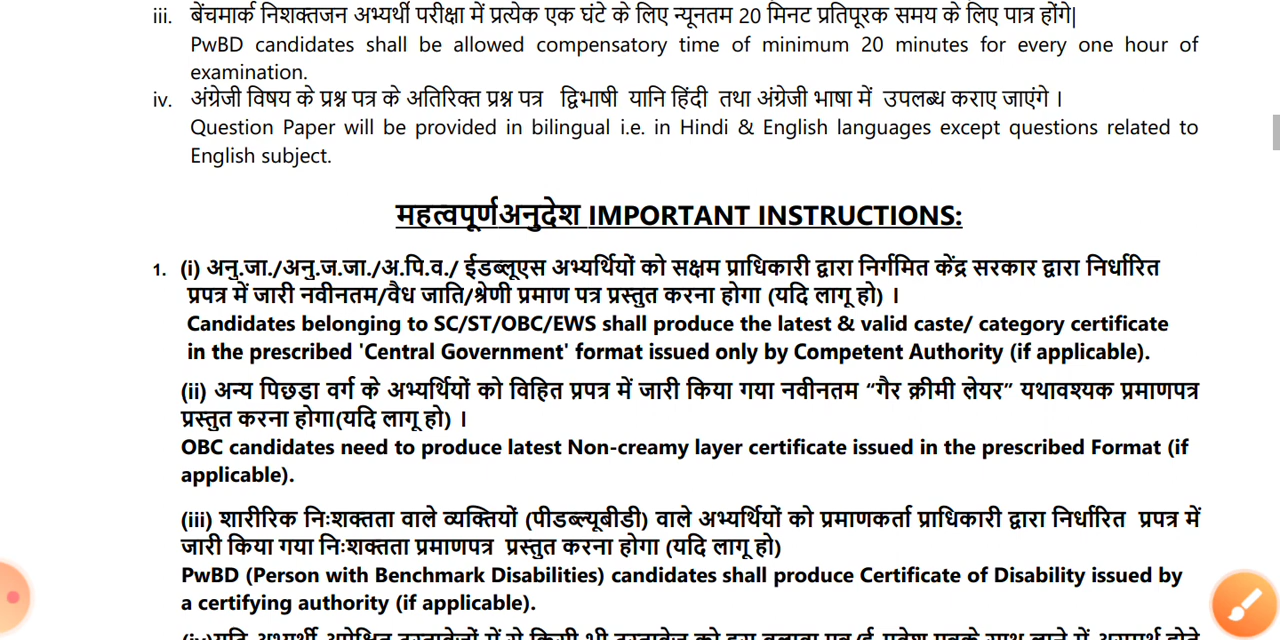 iii. बेंचमार्क निशक्तजन अभ्यर्थी परीक्षा में प्रत्येक एक घंटे के लिए न्यूनतम 20 मिनट प्रतिपूरक समय के लिए पात्र होंगे|
PwBD candidates shall be allowed compensatory time of minimum 20 minutes for every one hour of
examination.
iv. अंग्रेजी विषय के प्रश्न पत्र के अतिरिक्त प्रश्न पत्र द्विभाषी यानि हिंदी तथा अंग्रेजी भाषा में उपलब्ध कराए जाएंगे ।
Question Paper will be provided in bilingual i.e. in Hindi & English languages except questions related to
English subject.
महत्वपूर्णअनुदेश IMPORTANT INSTRUCTIONS:
1. (i) अनु.जा./अनु.ज.जा./अ.पि.व./ ईडब्लूएस अभ्यर्थियों को सक्षम प्राधिकारी द्वारा निर्गमित केंद्र सरकार द्वारा निर्धारित
प्रपत्र में जारी नवीनतम/वैध जाति/श्रेणी प्रमाण पत्र प्रस्तुत करना होगा (यदि लागू हो) ।
Candidates belonging to SC/ST/OBC/EWS shall produce the latest & valid caste/ category certificate
in the prescribed 'Central Government' format issued only by Competent Authority (if applicable).
(ii) अन्य पिछड़ा वर्ग के अभ्यर्थियों को विहित प्रपत्र में जारी किया गया नवीनतम “गैर क्रीमी लेयर” यथावश्यक प्रमाणपत्र
प्रस्तुत करना होगा(यदि लागू हो) ।
OBC candidates need to produce latest Non-creamy layer certificate issued in the prescribed Format (if
applicable).
(iii) शारीरिक निःशक्तता वाले व्यक्तियों (पीडब्ल्यूबीडी) वाले अभ्यर्थियों को प्रमाणकर्ता प्राधिकारी द्वारा निर्धारित प्रपत्र में
जारी किया गया निःशक्तता प्रमाणपत्र प्रस्तुत करना होगा (यदि लागू हो)
PwBD (Person with Benchmark Disabilities) candidates shall produce Certificate of Disability issued by
a certifying authority (if applicable).